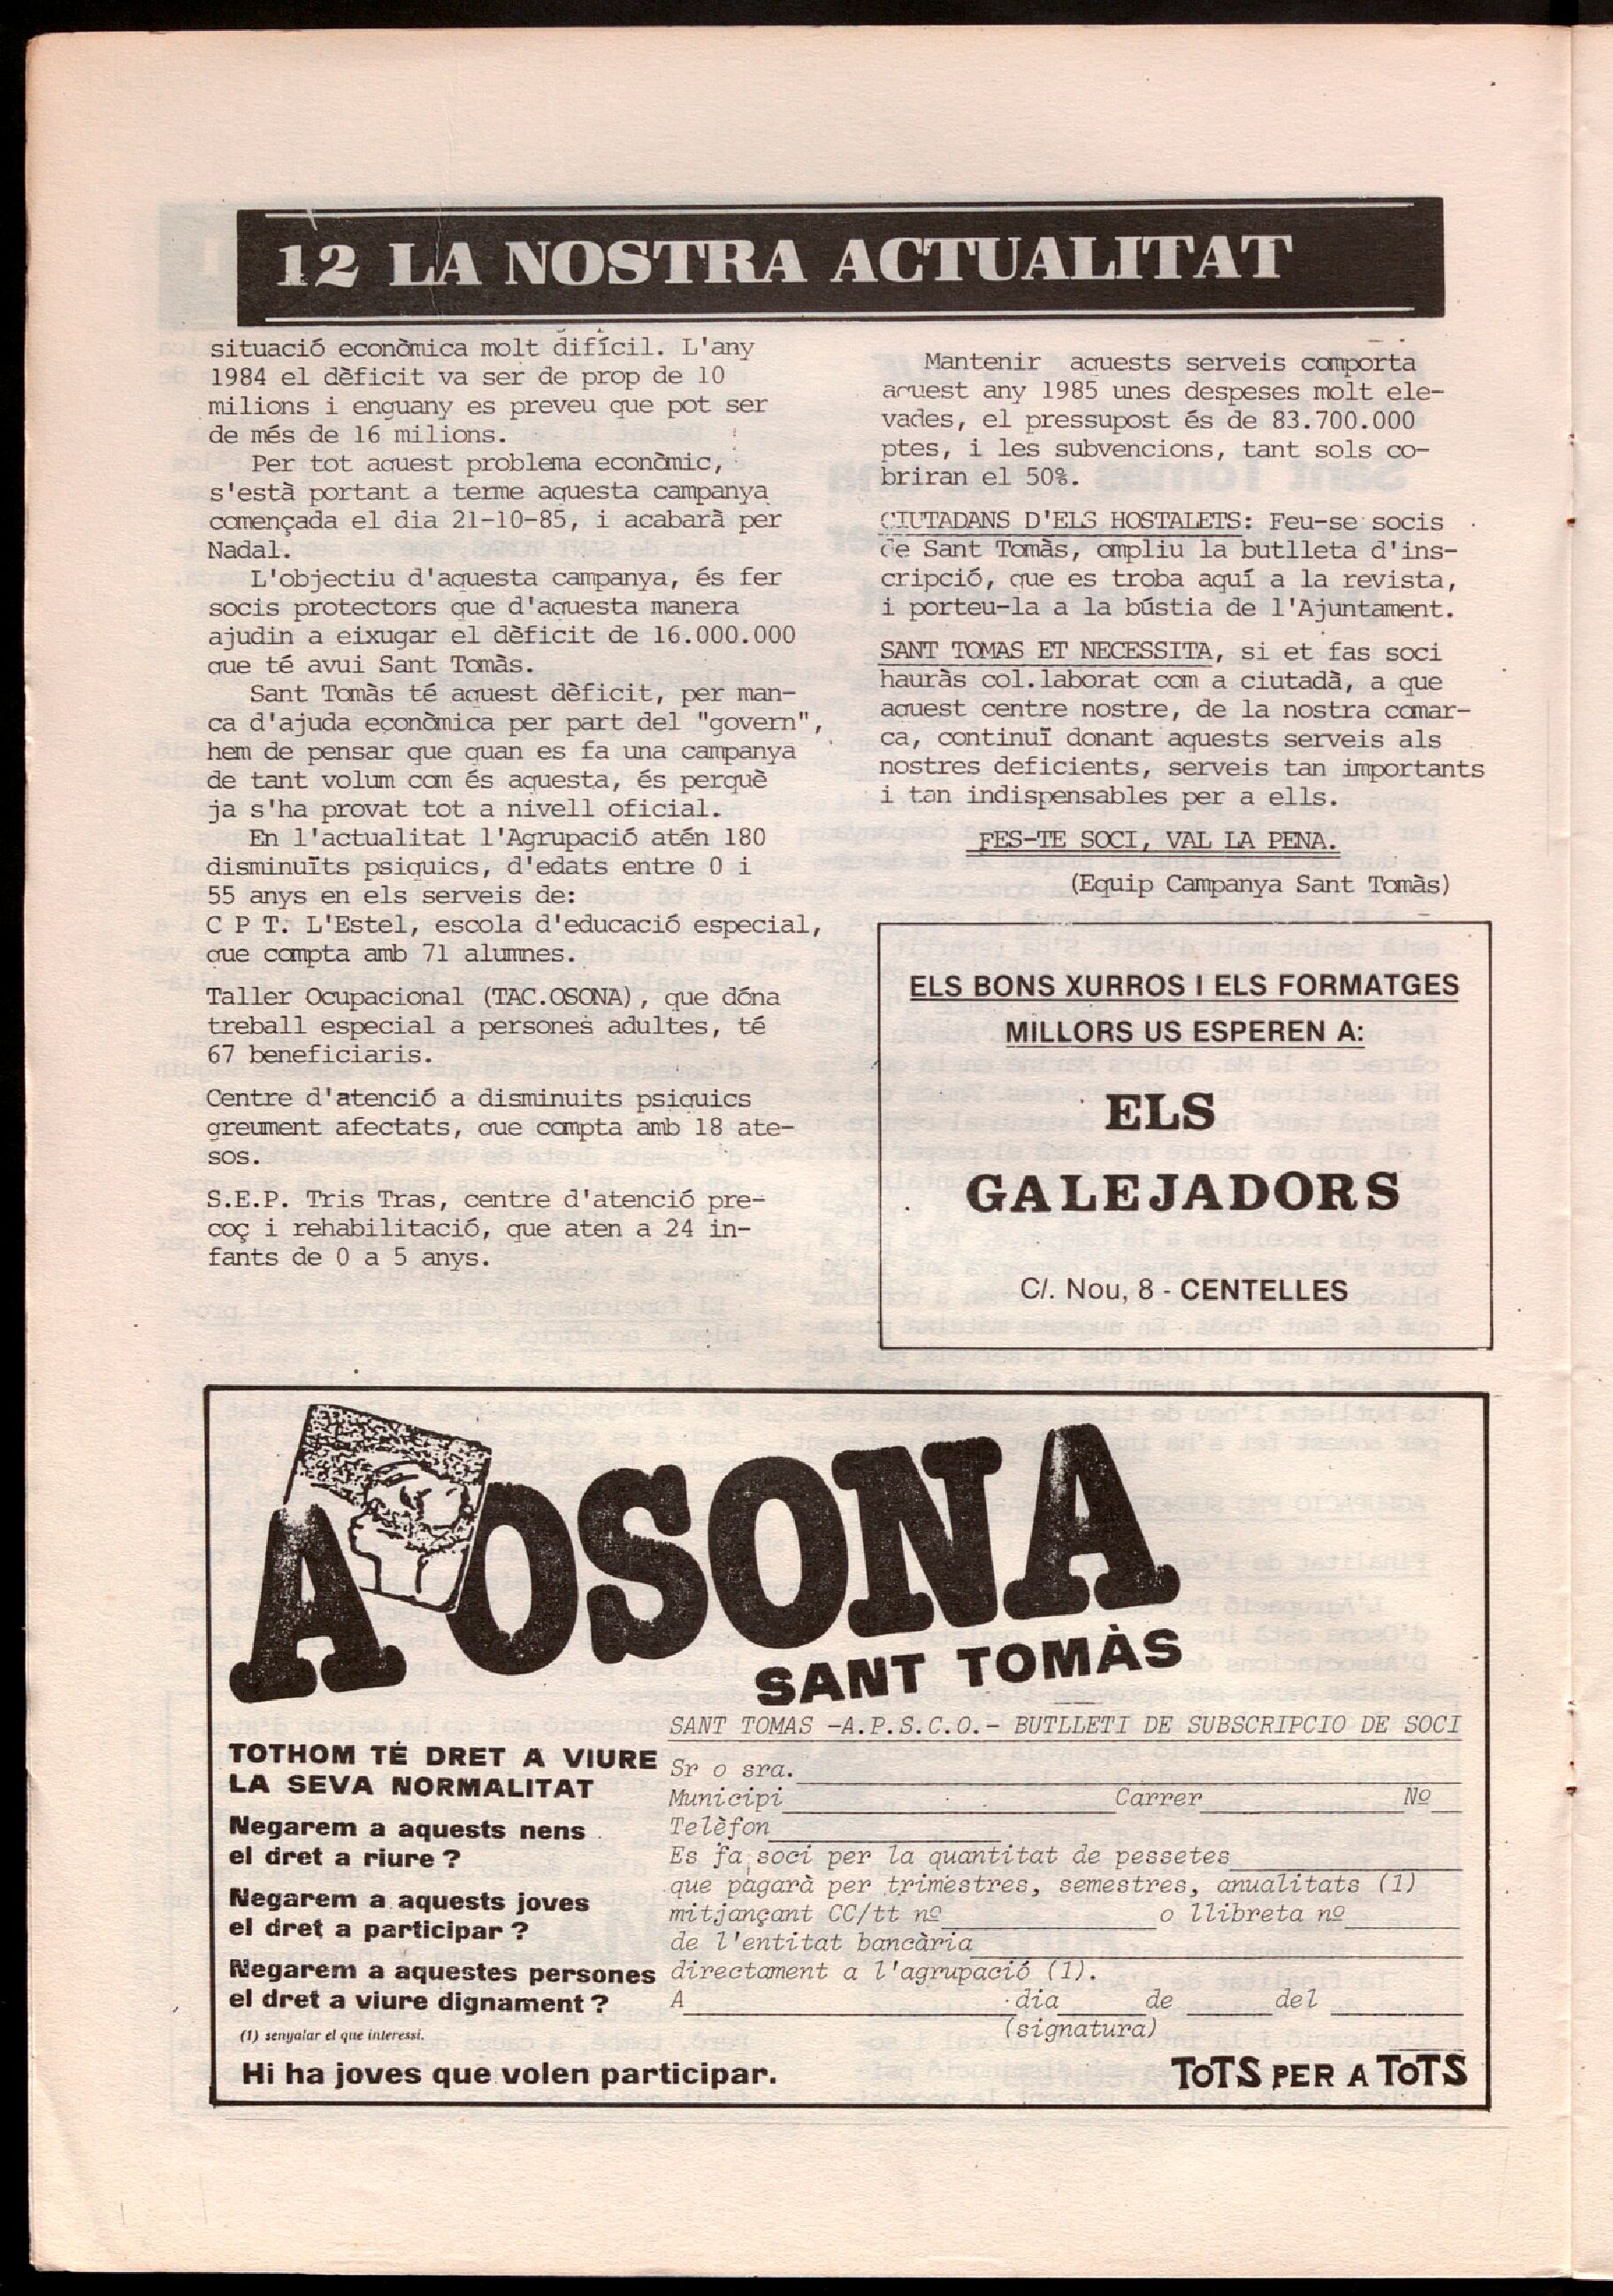 12 LA NOSTRA ACTUALITAT
situació econòmica molt difícil. L'any
1984 el dèficit va ser de prop de 10
milions i enguany es preveu que pot ser
de més de 16 milions.
Per tot aquest problema econòmic,
s'està portant a terme aquesta campanya
començada el dia 21-10-85, i acabarà per
Nadal.
L'objectiu d'aquesta campanya, és fer
socis protectors que d'aquesta manera
ajudin a eixugar el dèficit de 16.000.000
que té avui Sant Tomàs.
Sant Tomàs té aquest dèficit, per man-
ca d'ajuda econòmica per part del "govern",
hem de pensar que quan es fa una campanya
de tant volum com és aquesta, és perquè
ja s'ha provat tot a nivell oficial.
En l'actualitat l'Agrupació atén 180
disminuïts psiquics, d'edats entre 0 i
55 anys en els serveis de:
C P T. L'Estel, escola d'educació especial,
que compta amb 71 alumnes.
Taller Ocupacional (TAC.OSONA), que dóna
treball especial a persones adultes, té
67 beneficiaris.
Centre d'atenció a disminuits psiquics
greument afectats, que compta amb 18 ate-
sos.
S.E.P. Tris Tras, centre d'atenció pre-
coç i rehabilitació, que aten a 24 in-
fants de 0 a 5 anys.
Mantenir aquests serveis comporta
aquest any 1985 unes despeses molt ele-
vades, el pressupost és de 83.700.000
ptes, i les subvencions, tant sols co-
briran el 50%.
CIUTADANS D'ELS HOSTALETS: Feu-se socis
de Sant Tomàs, ompliu la butlleta d'ins-
cripció, que es troba aquí a la revista,
i porteu-la a la bústia de l'Ajuntament.
SANT TOMAS ET NECESSITA, si et fas soci
hauràs col.laborat com a ciutadà, a que
aquest centre nostre, de la nostra comar-
ca, continuï donant aquests serveis als
nostres deficients, serveis tan importants
i tan indispensables per a ells.
FES-TE SOCI, VAL LA PENA.
(Equip Campanya Sant Tomàs)
ELS BONS XURROS I ELS FORMATGES
MILLORS US ESPEREN A:
ELS
GALEJADORS
C/. Nou, 8 - CENTELLES
A OSONA
SANT TOMÀS
TOTHOM TÉ DRET A VIURE
LA SEVA NORMALITAT
Negarem a aquests nens
el dret a riure ?
Negarem a aquests joves
el dret a participar ?
Negarem a aquestes persones
el dret a viure dignament ?
(1) senyalar el que interessi.
SANT TOMAS -A.P.S.C.O.- BUTLLETI DE SUBSCRIPCIO DE SOCI
Sr o sra.
Municipi Carrer Nº
Telèfon
Es fa soci per la quantitat de pessetes
que pagarà per trimestres, semestres, anualitats (1)
mitjançant CC/tt nº o llibreta nº
de l'entitat bancària
directament a l'agrupació (1).
A dia de del
(signatura)
Hi ha joves que volen participar.
TOTS PER A TOTS